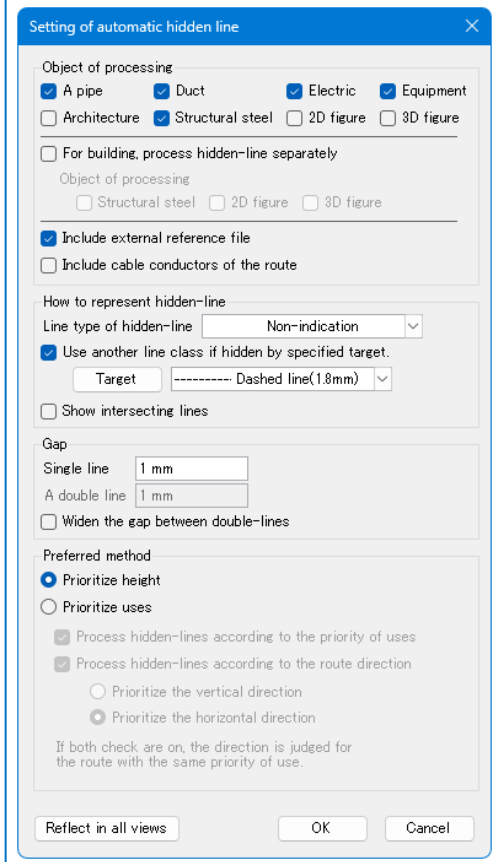 Setting of automatic hidden line
Object of processing
A pipe Duct Electric Equipment
Architecture Structural steel 2D figure 3D figure
For building, process hidden-line separately
Object of processing
Structural steel 2D figure 3D figure
Include external reference file
Include cable conductors of the route
How to represent hidden-line
Line type of hidden-line Non-indication
Use another line class if hidden by specified target.
Target ---------- Dashed line(1.8mm)
Show intersecting lines
Gap
Single line 1 mm
A double line 1 mm
Widen the gap between double-lines
Preferred method
Prioritize height
Prioritize uses
Process hidden-lines according to the priority of uses
Process hidden-lines according to the route direction
Prioritize the vertical direction
Prioritize the horizontal direction
If both check are on, the direction is judged for
the route with the same priority of use.
Reflect in all views OK Cancel